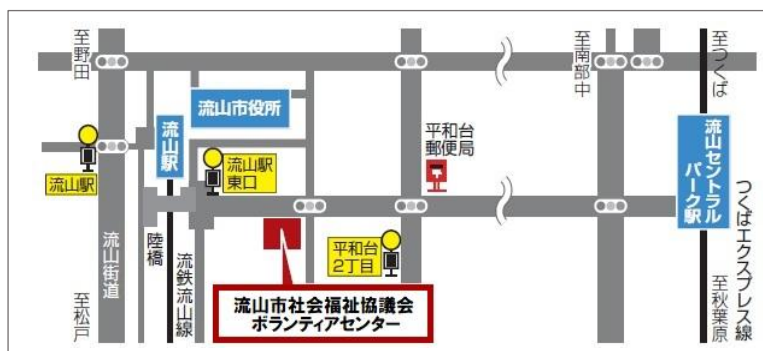 至野田
至南部中
至つくば
流山市役所
流山駅
平和台
郵便局
流山駅
流山駅
東口
流山セントラル
パーク駅
つくばエクスプレス線
流山街道
陸橋
流鉄流山線
平和台
2丁目
至松戸
至秋葉原
流山市社会福祉協議会
ボランティアセンター